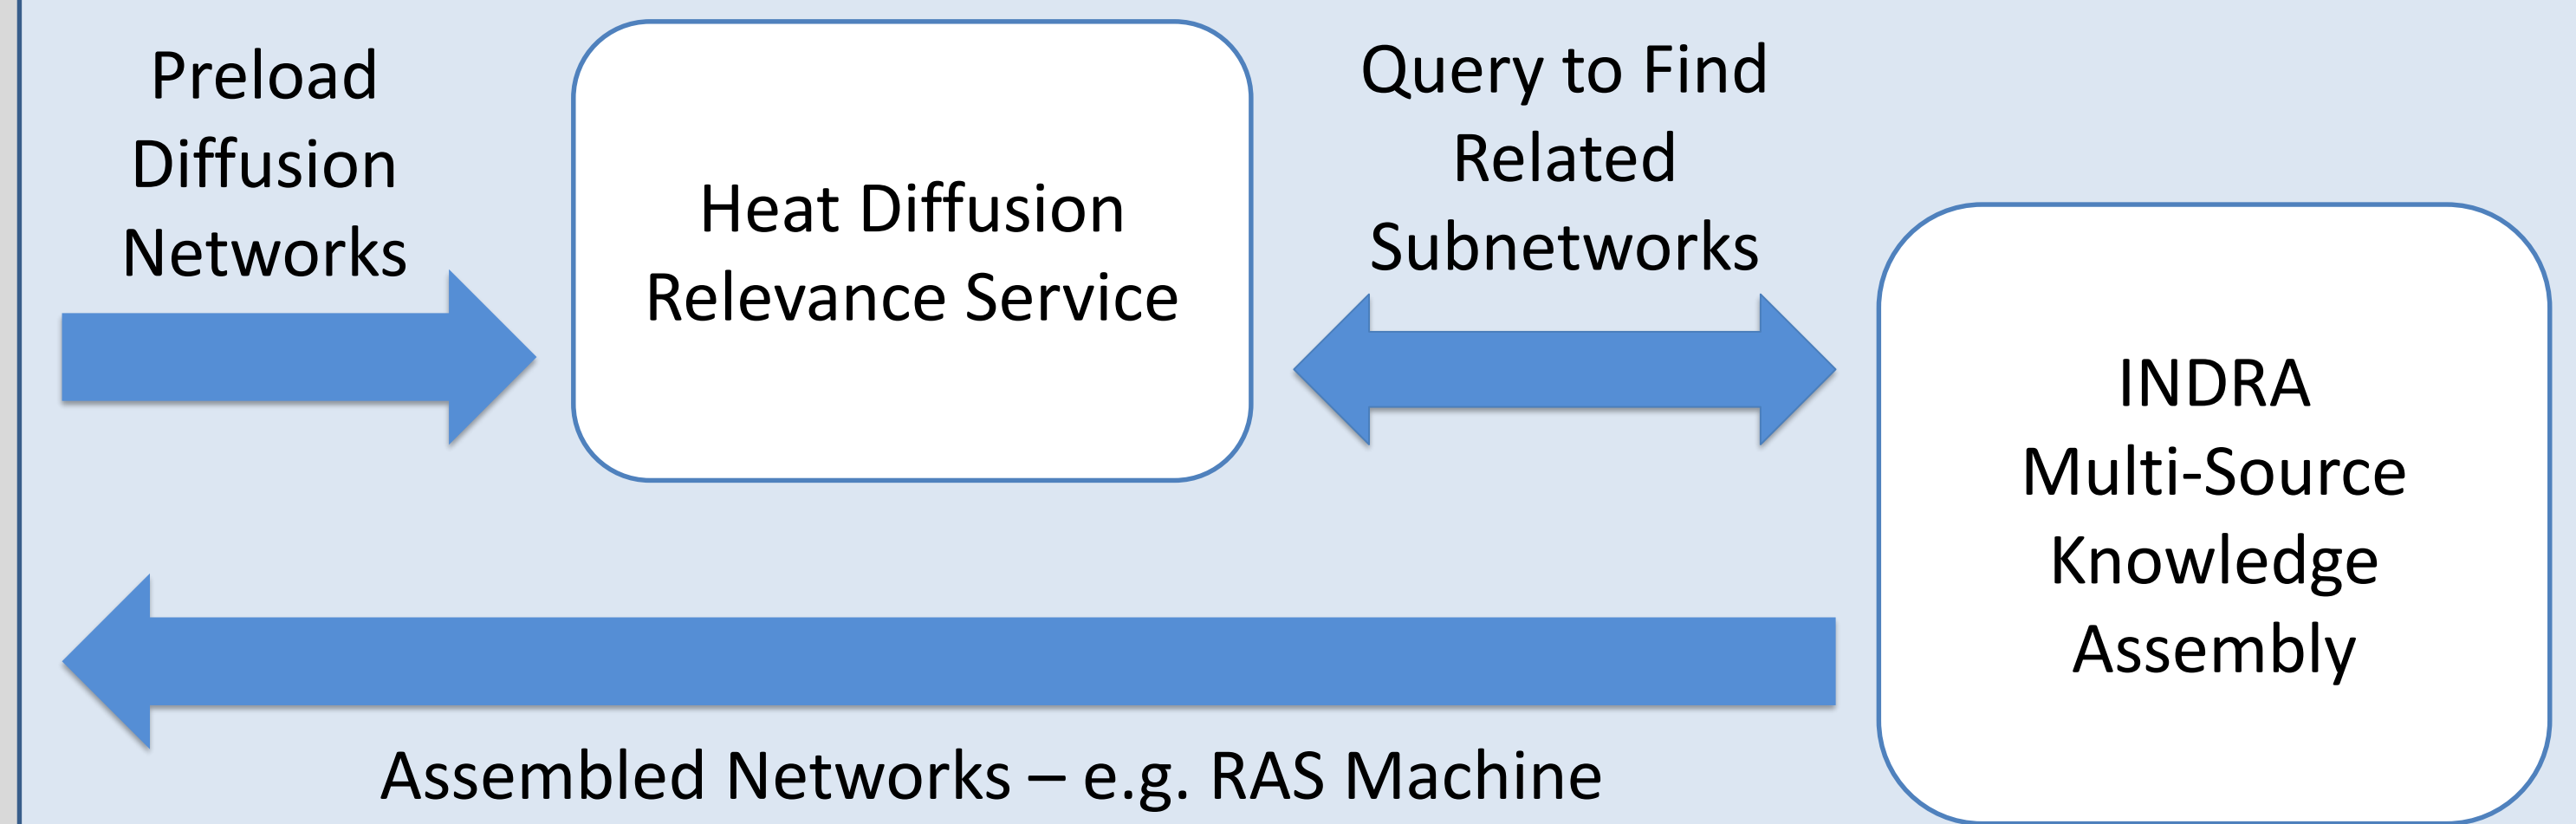 Preload
Diffusion
Networks
Heat Diffusion
Relevance Service
Query to Find
Related
Subnetworks
INDRA
Multi-Source
Knowledge
Assembly
Assembled Networks – e.g. RAS Machine